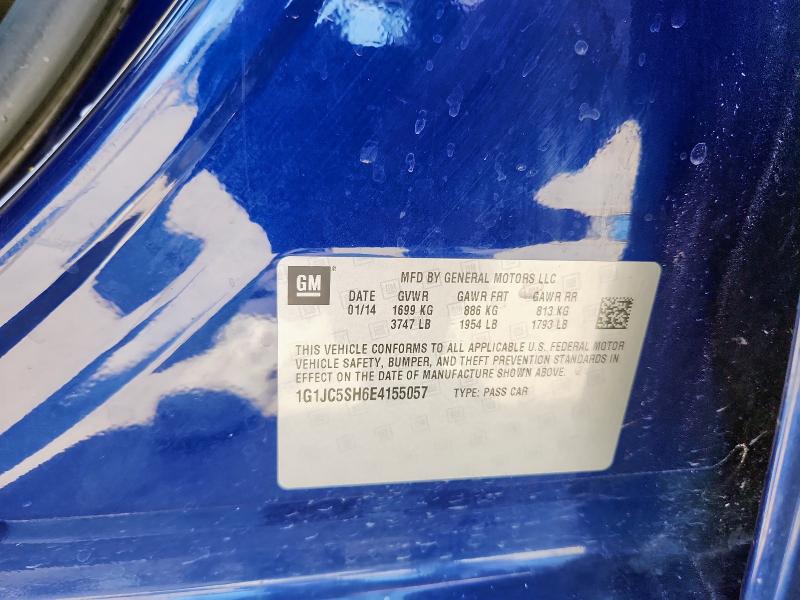 GM® MFD BY GENERAL MOTORS LLC
DATE GVWR GAWR FRT GAWR RR
01/14 1699 KG 886 KG 813 KG
3747 LB 1954 LB 1793 LB
THIS VEHICLE CONFORMS TO ALL APPLICABLE U.S. FEDERAL MOTOR
VEHICLE SAFETY, BUMPER, AND THEFT PREVENTION STANDARDS IN
EFFECT ON THE DATE OF MANUFACTURE SHOWN ABOVE.
1G1JC5SH6E4155057 TYPE: PASS CAR